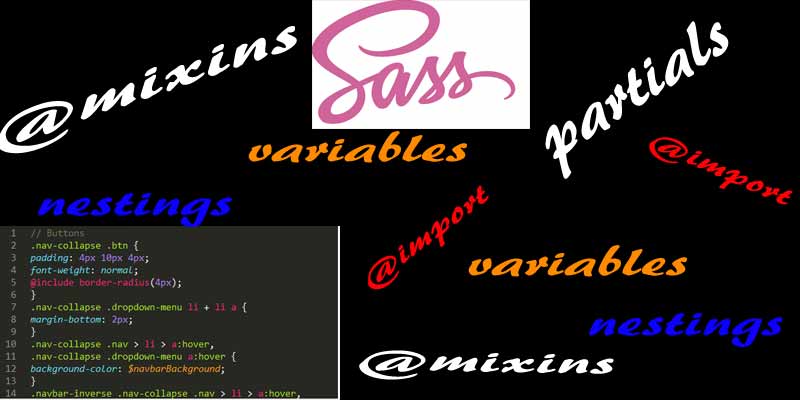 @mixins
Sass
partials
variables
@import
nestings
@import
variables
nestings
@mixins
1 // Buttons
2 .nav-collapse .btn {
3 padding: 4px 10px 4px;
4 font-weight: normal;
5 @include border-radius(4px);
6 }
7 .nav-collapse .dropdown-menu li + li a {
8 margin-bottom: 2px;
9 }
10 .nav-collapse .nav > li > a:hover,
11 .nav-collapse .dropdown-menu a:hover {
12 background-color: $navbarBackground;
13 }
14 .navbar-inverse .nav-collapse .nav > li > a:hover,